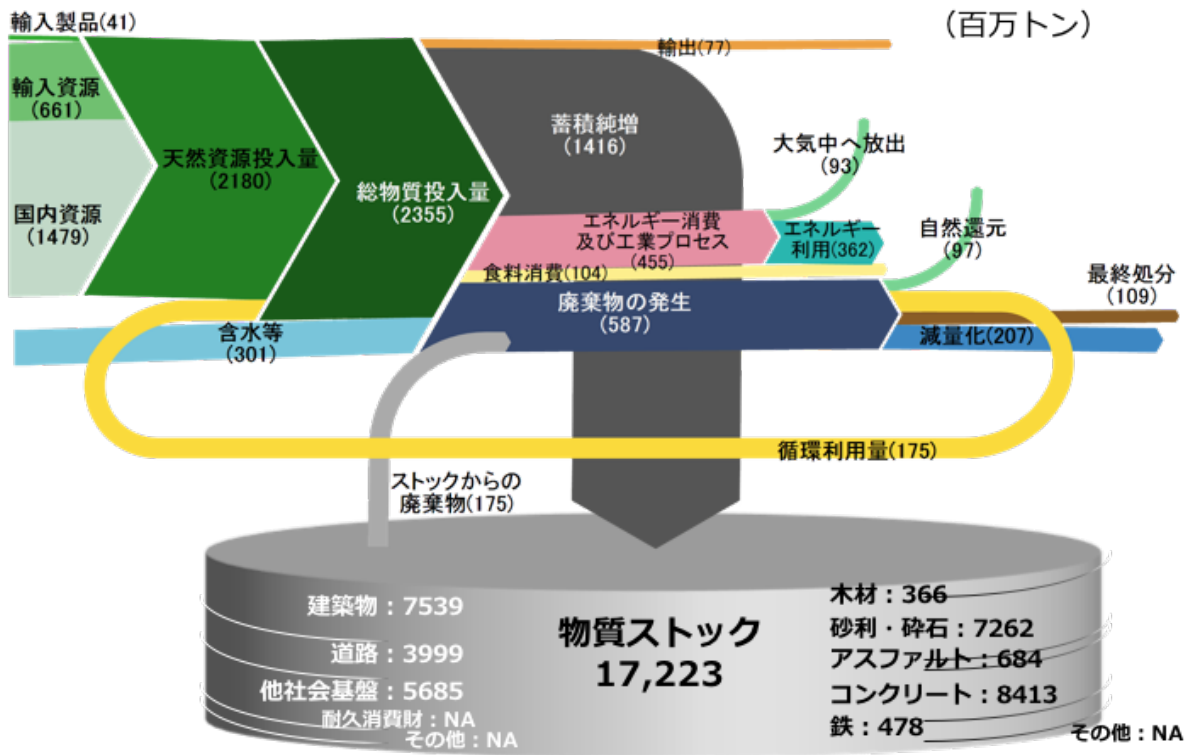 輸入製品(41)
(百万トン)
輸出(77)
輸入資源
(661)
蓄積純増
(1416)
大気中へ放出
(93)
天然資源投入量
(2180)
総物質投入量
(2355)
国内資源
(1479)
エネルギー消費
及び工業プロセス
(455)
エネルギー
利用(362)
自然還元
(97)
食料消費(104)
最終処分
(109)
廃棄物の発生
(587)
含水等
(301)
減量化(207)
循環利用量(175)
ストックからの
廃棄物(175)
建築物：7539
道路：3999
他社会基盤：5685
耐久消費財：NA
その他：NA
物質ストック
17,223
木材：366
砂利・砕石：7262
アスファルト：684
コンクリート：8413
鉄：478
その他：NA